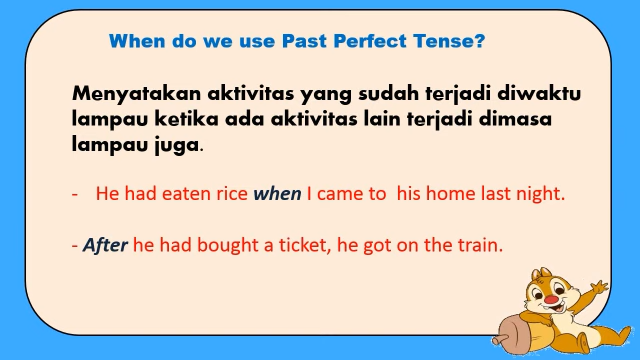 When do we use Past Perfect Tense?
Menyatakan aktivitas yang sudah terjadi diwaktu
lampau ketika ada aktivitas lain terjadi dimasa
lampau juga.
- He had eaten rice when I came to his home last night.
- After he had bought a ticket, he got on the train.